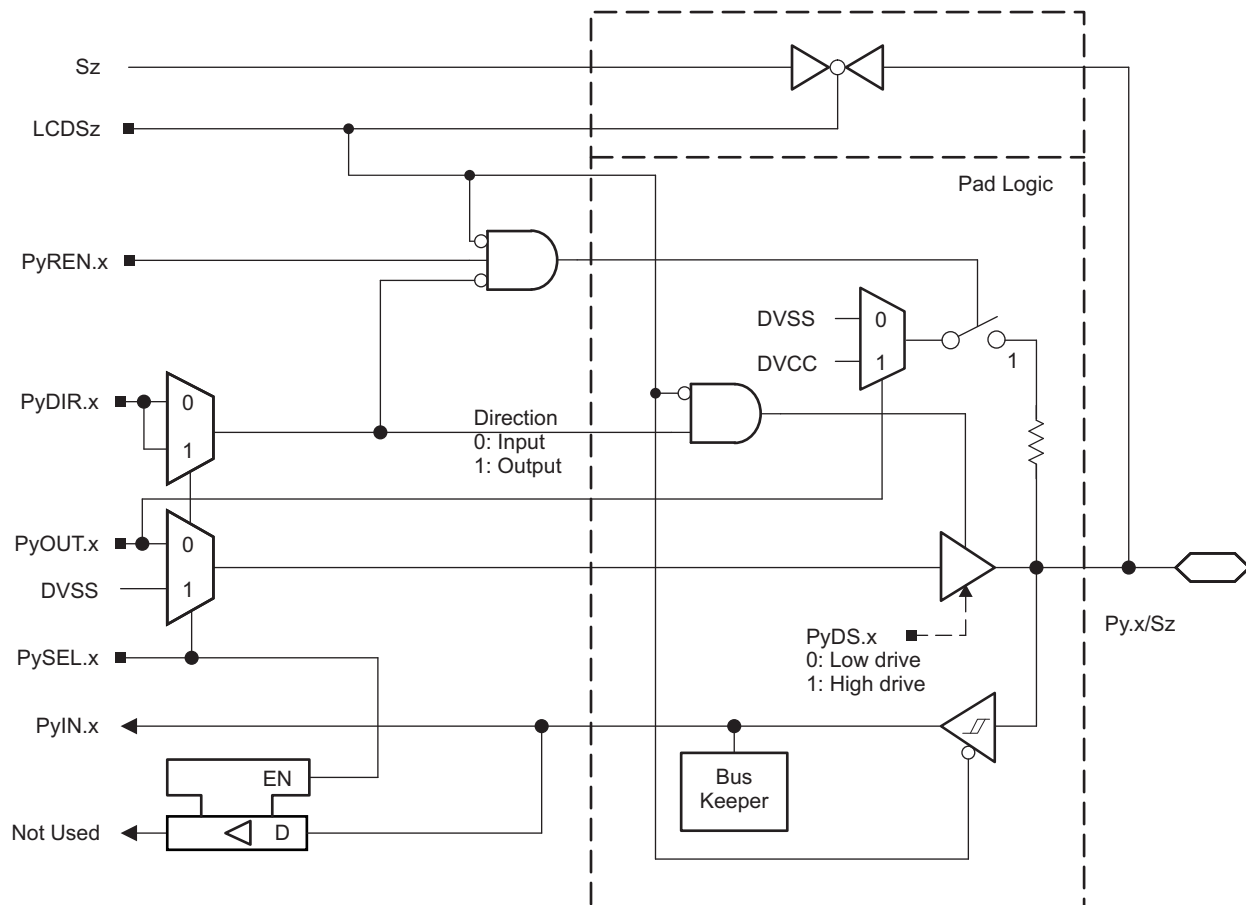 Sz
LCDSz
Pad Logic
PyREN.x
DVSS
0
DVCC
1
1
PyDIR.x
0
1
Direction
0: Input
1: Output
PyOUT.x
0
DVSS
1
PyDS.x
0: Low drive
1: High drive
Py.x/Sz
PySEL.x
PyIN.x
EN
Bus
Keeper
Not Used
D